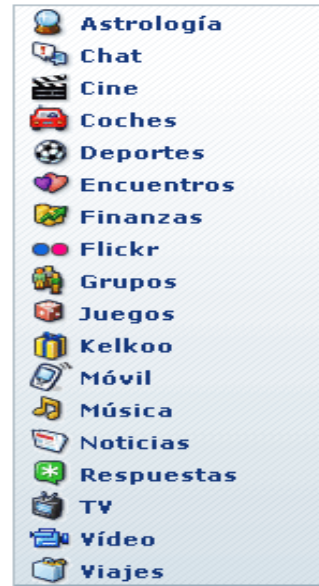 Astrología
Chat
Cine
Coches
Deportes
Encuentros
Finanzas
Flickr
Grupos
Juegos
Kelkoo
Móvil
Música
Noticias
Respuestas
TV
Vídeo
Viajes